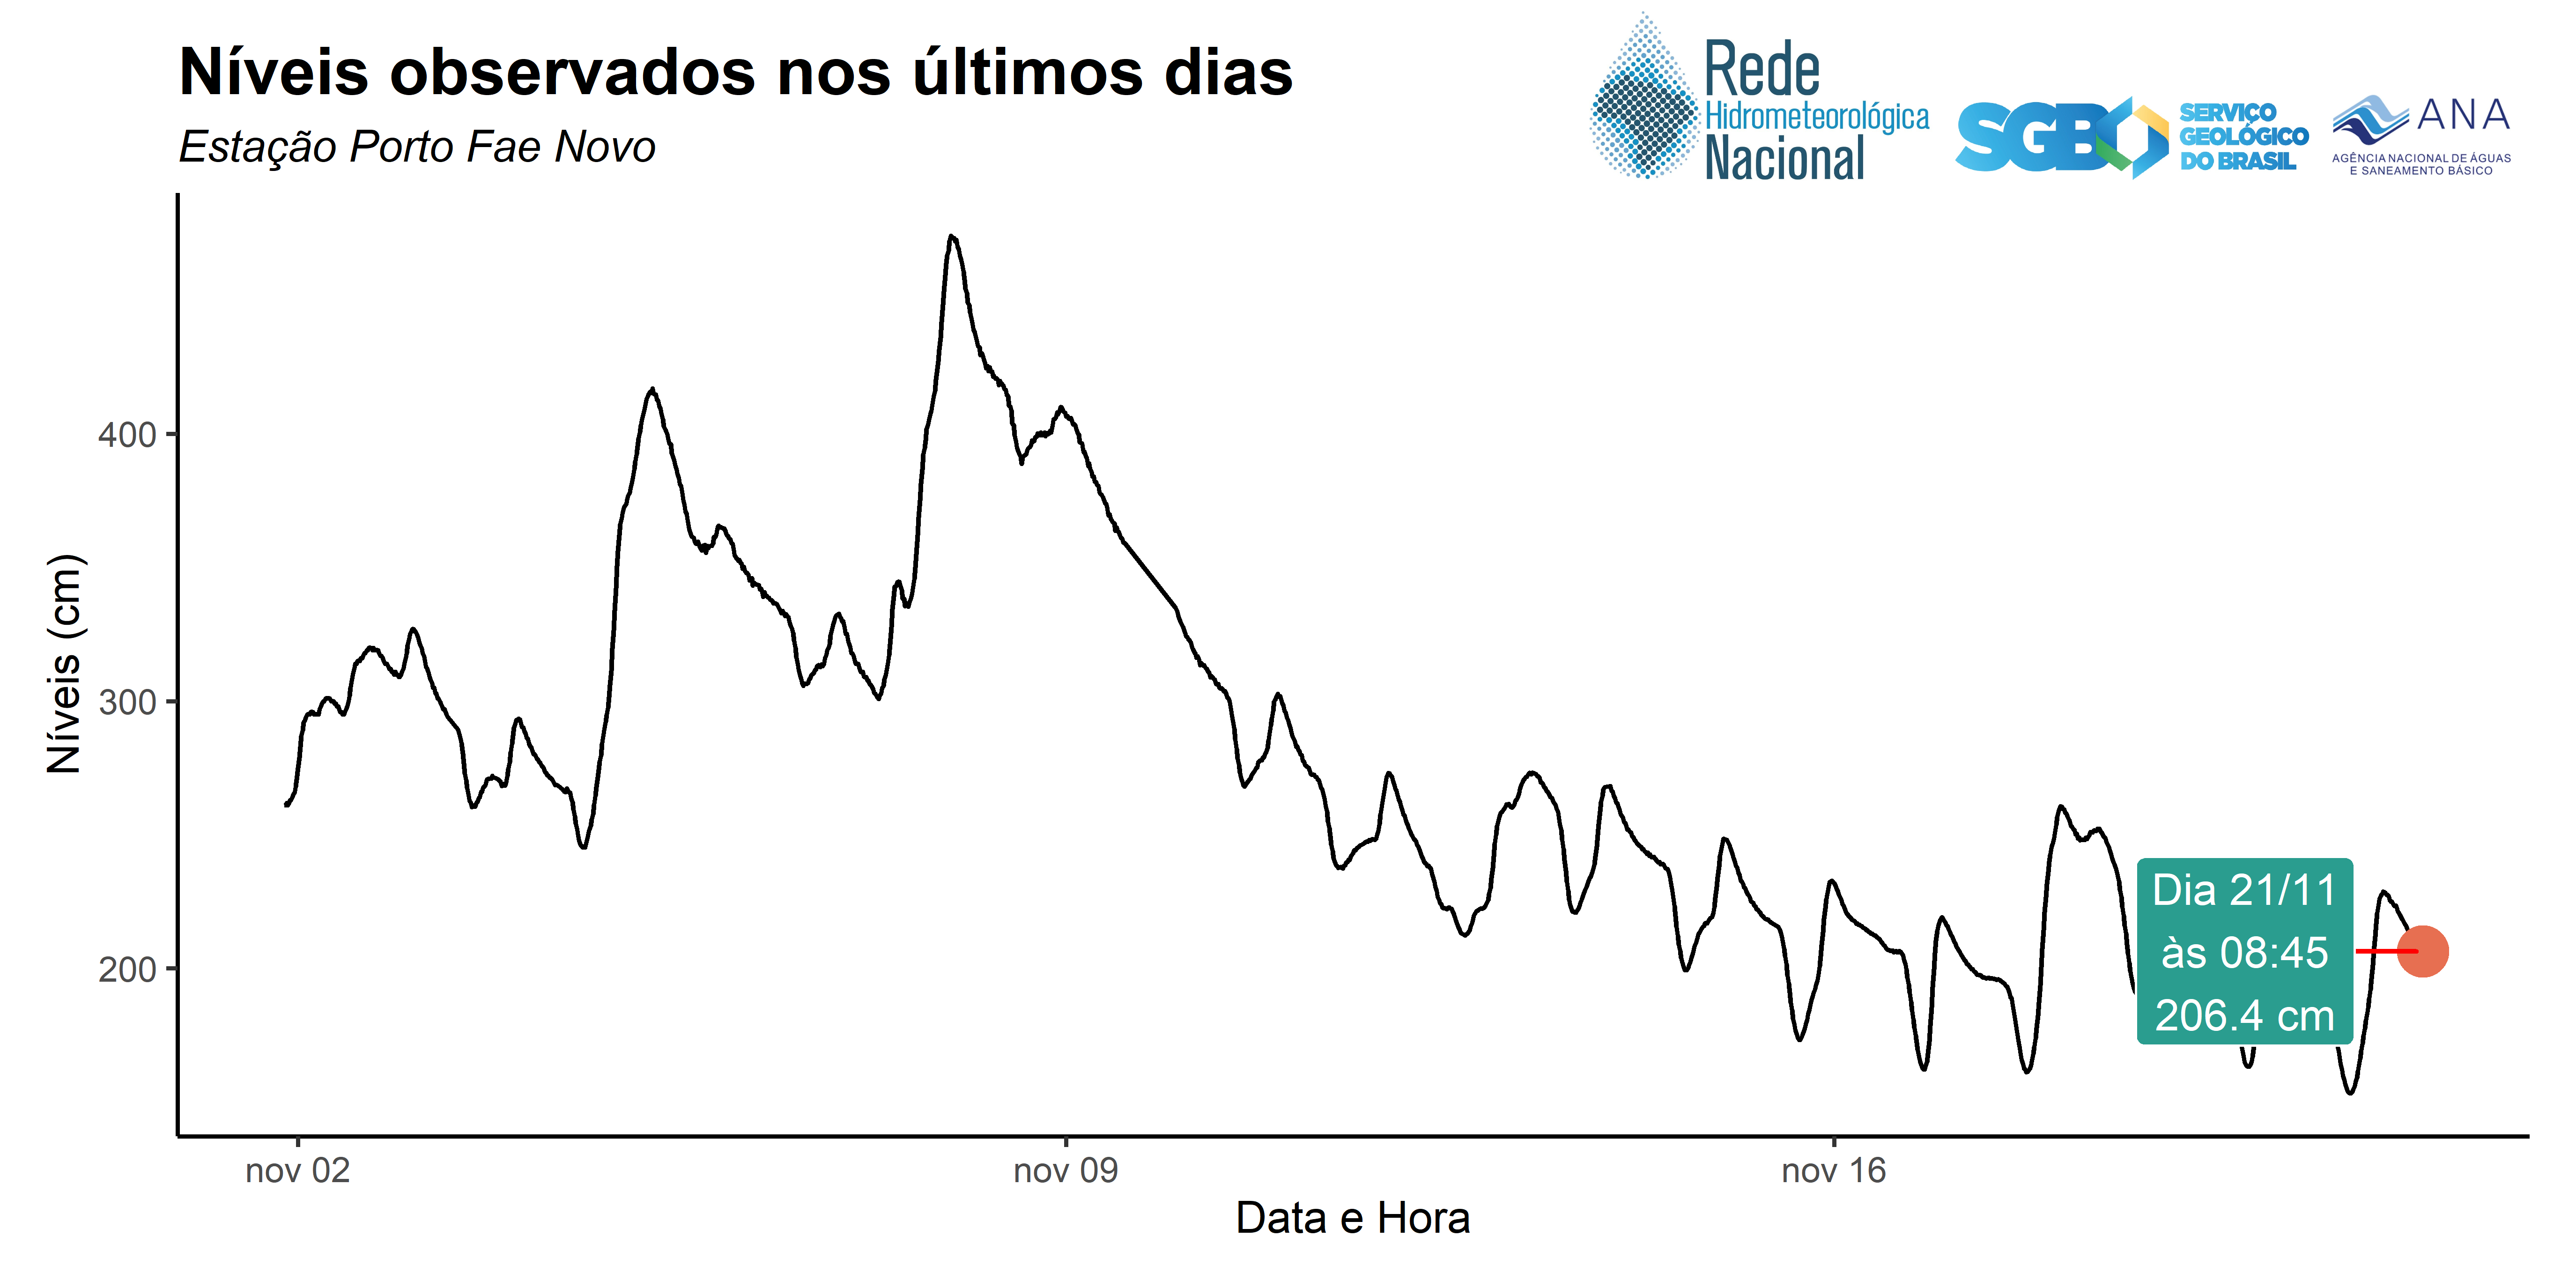 Níveis observados nos últimos dias
Estação Porto Fae Novo
Rede
Hidrometeorológica
Nacional
SGB
SERVIÇO
GEOLÓGICO
DO BRASIL
ANA
AGÊNCIA NACIONAL DE ÁGUAS
E SANEAMENTO BÁSICO
Níveis (cm)
400
300
200
Dia 21/11
às 08:45
206.4 cm
nov 02
nov 09
nov 16
Data e Hora